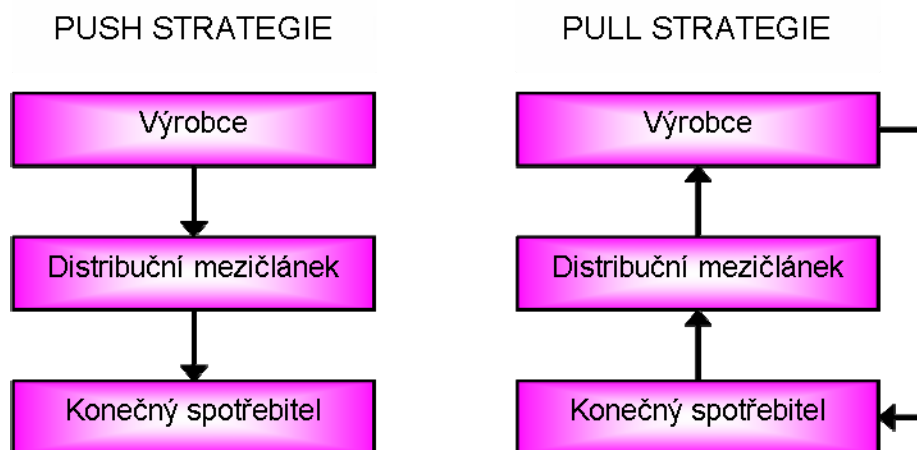 PUSH STRATEGIE
Výrobce
Distribuční mezičlánek
Konečný spotřebitel
PULL STRATEGIE
Výrobce
Distribuční mezičlánek
Konečný spotřebitel